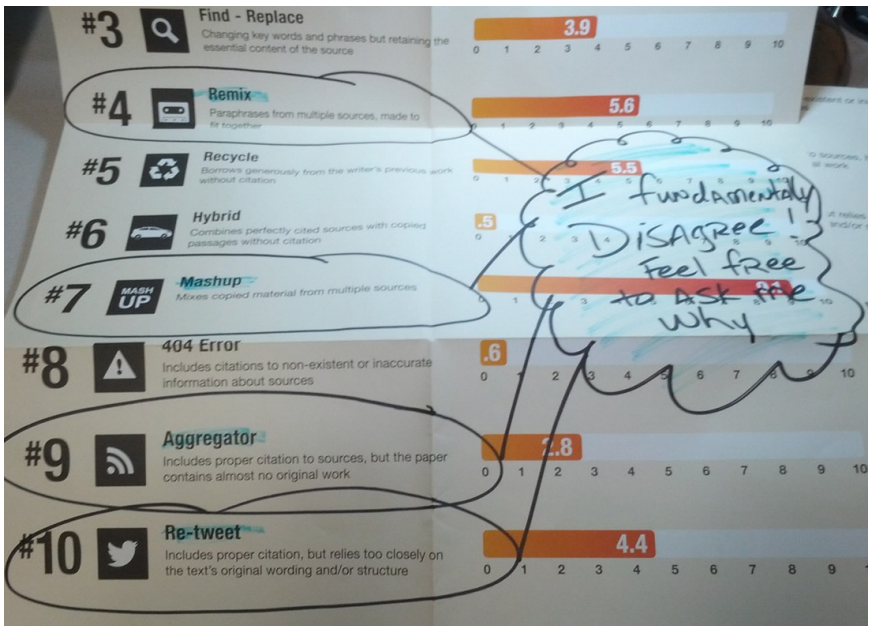 #3
Find - Replace
Changing key words and phrases but retaining the
essential content of the source
3.9
0 1 2 3 4 5 6 7 8 9 10
#4
Remix
Paraphrases from multiple sources, made to
fit together
5.6
#5
Recycle
Borrows generously from the writer's previous work
without citation
5.5
#6
Hybrid
Combines perfectly cited sources with copied
passages without citation
.5
#7
MASH
UP
Mashup
Mixes copied material from multiple sources
#8
404 Error
Includes citations to non-existent or inaccurate
information about sources
.6
0 2 3 4 5 6 7 8 10
#9
Aggregator
Includes proper citation to sources, but the paper
contains almost no original work
2.8
0 1 2 3 4 5 6 7 8 9 10
#10
Re-tweet
Includes proper citation, but relies too closely on
the text's original wording and/or structure
4.4
0 1 2 3 4 5 6 7 8 9
I fundamentally
DISAGREE!
Feel free
to ASK me
why